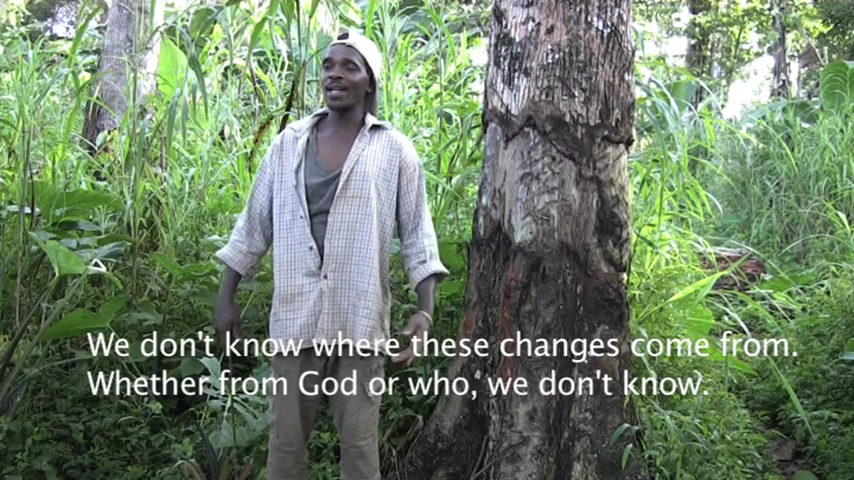 We don't know where these changes come from.
Whether from God or who, we don't know.